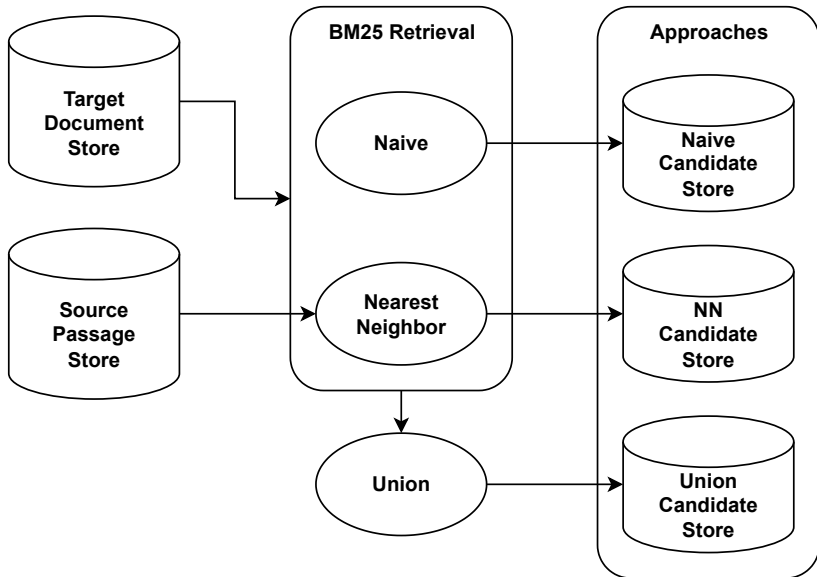 Target
Document
Store
Source
Passage
Store
BM25 Retrieval
Naive
Nearest
Neighbor
Union
Approaches
Naive
Candidate
Store
NN
Candidate
Store
Union
Candidate
Store